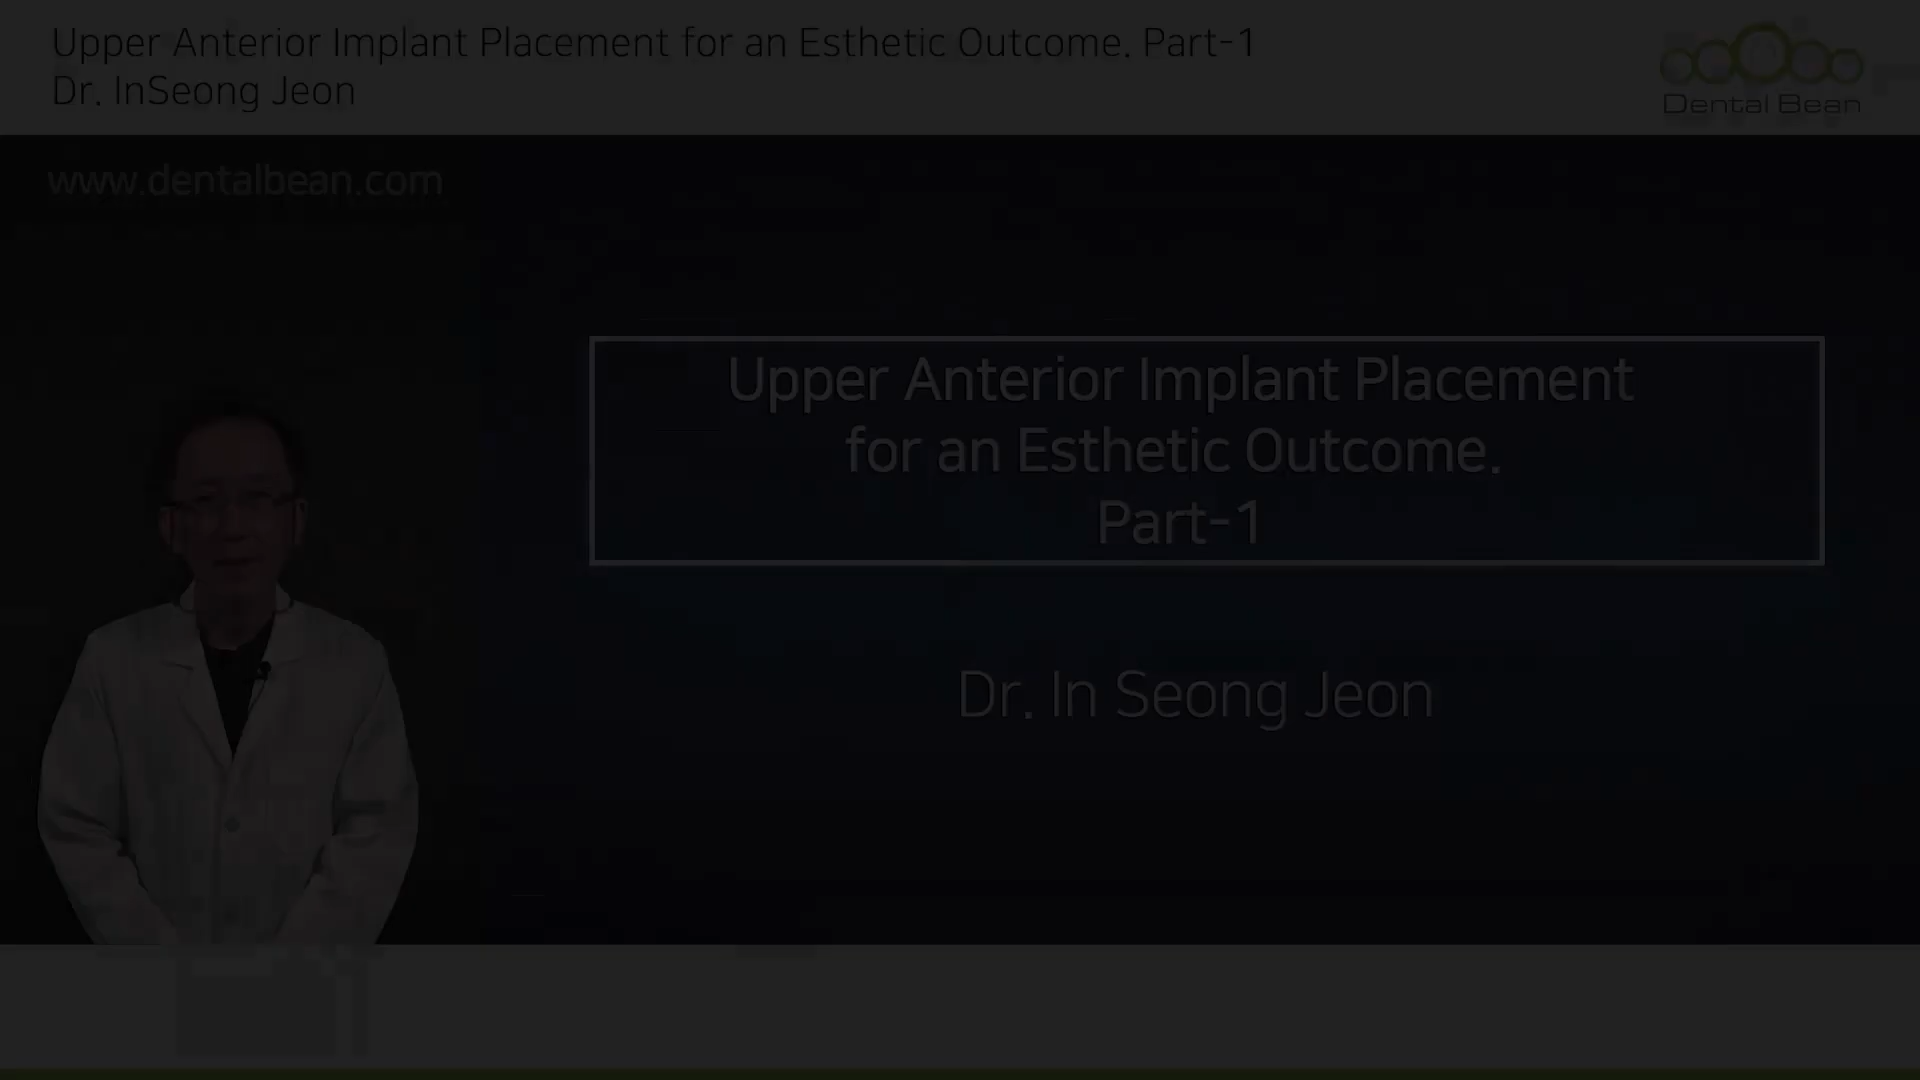 Upper Anterior Implant Placement for an Esthetic Outcome. Part-1
Dr. InSeong Jeon
Dental Bean
www.dentalbean.com
Upper Anterior Implant Placement
for an Esthetic Outcome.
Part-1
Dr. In Seong Jeon